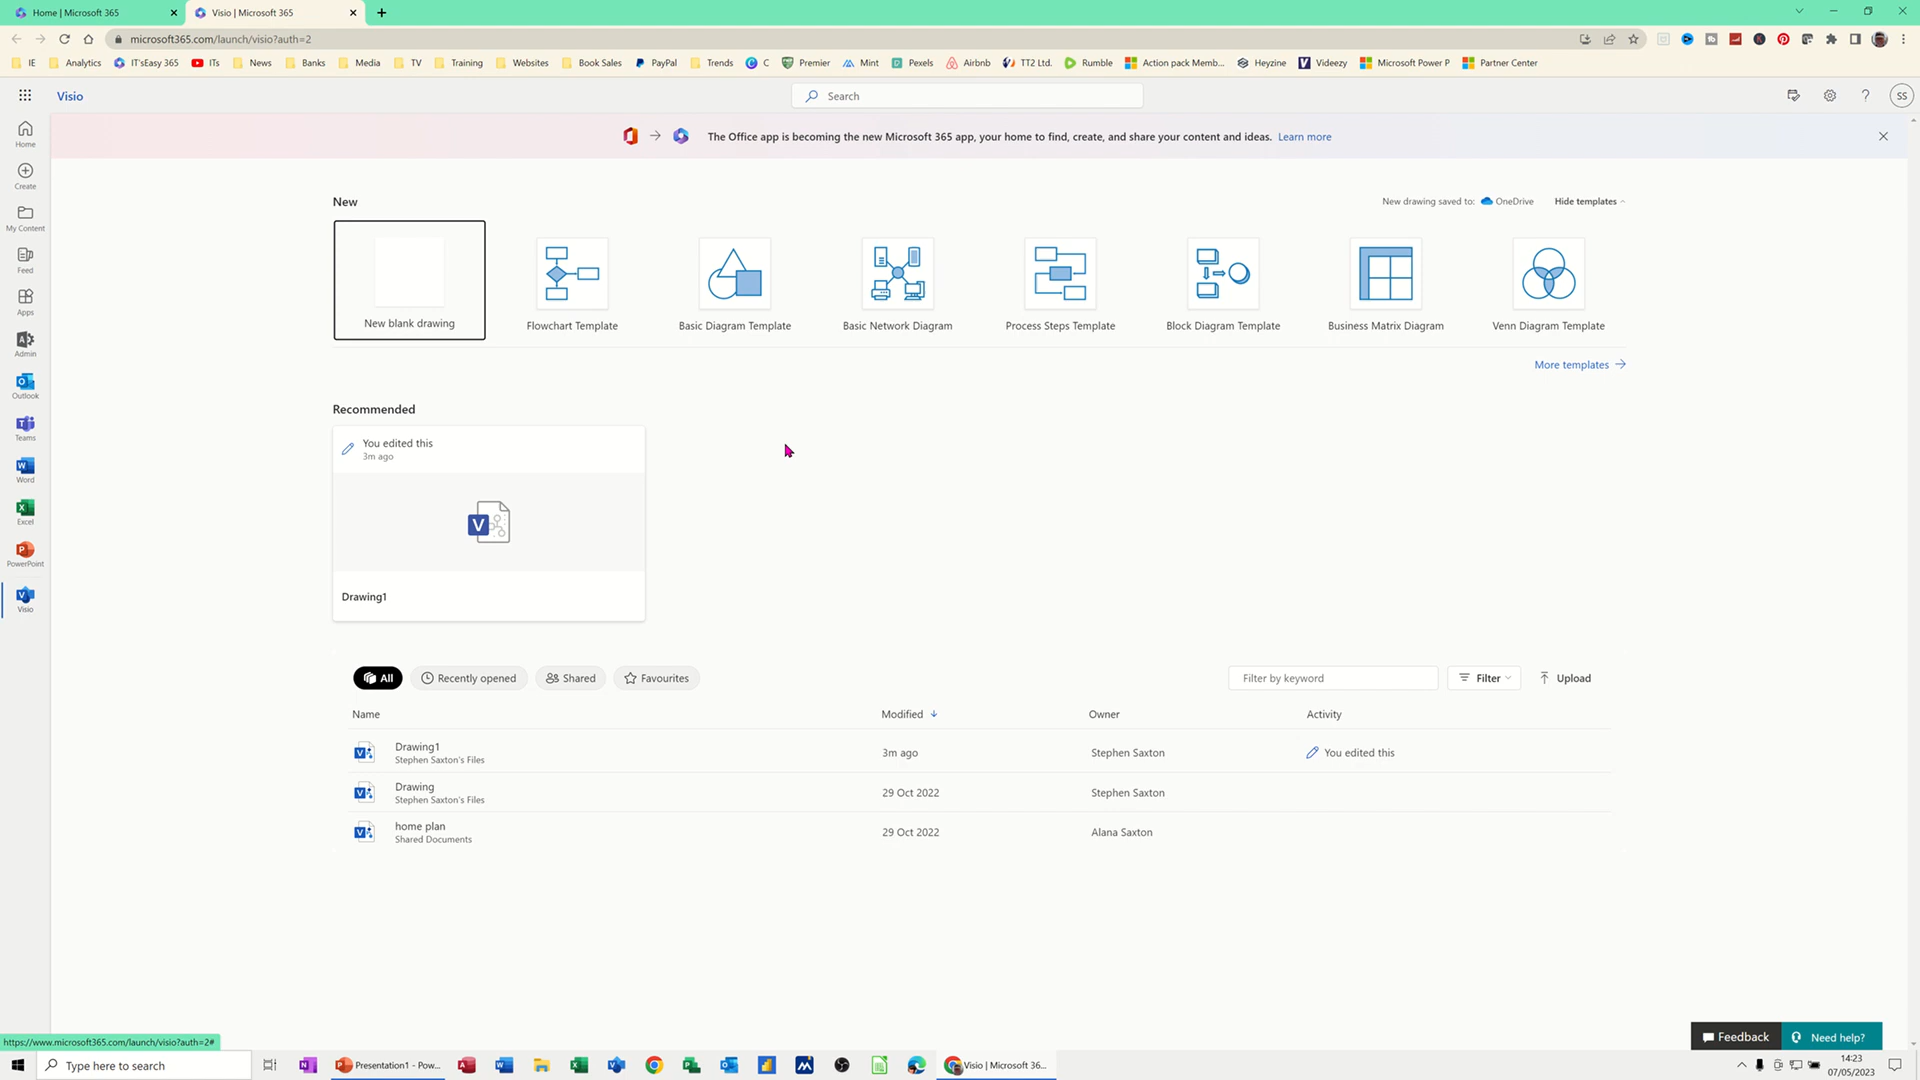 Home | Microsoft 365
Visio | Microsoft 365
microsoft365.com/launch/visio?auth=2
IE
Analytics
IT'sEasy 365
ITs
News
Banks
Media
TV
Training
Websites
Book Sales
PayPal
Trends
C
Premier
Mint
Pexels
Airbnb
TT2 Ltd.
Rumble
Action pack Memb...
Heyzine
Videezy
Microsoft Power P
Partner Center
Visio
Search
SS
The Office app is becoming the new Microsoft 365 app, your home to find, create, and share your content and ideas. Learn more
Home
Create
My Content
Feed
Apps
Admin
Outlook
Teams
Word
Excel
PowerPoint
Visio
New
New drawing saved to: OneDrive
Hide templates
New blank drawing
Flowchart Template
Basic Diagram Template
Basic Network Diagram
Process Steps Template
Block Diagram Template
Business Matrix Diagram
Venn Diagram Template
More templates
Recommended
You edited this
3m ago
Drawing1
All
Recently opened
Shared
Favourites
Filter by keyword
Filter
Upload
Name
Modified
Owner
Activity
Drawing1
Stephen Saxton's Files
3m ago
Stephen Saxton
You edited this
Drawing
Stephen Saxton's Files
29 Oct 2022
Stephen Saxton
home plan
Shared Documents
29 Oct 2022
Alana Saxton
Feedback
Need help?
https://www.microsoft365.com/launch/visio?auth=2#
Type here to search
Presentation1 - Pow...
Visio | Microsoft 36...
14:23
07/05/2023